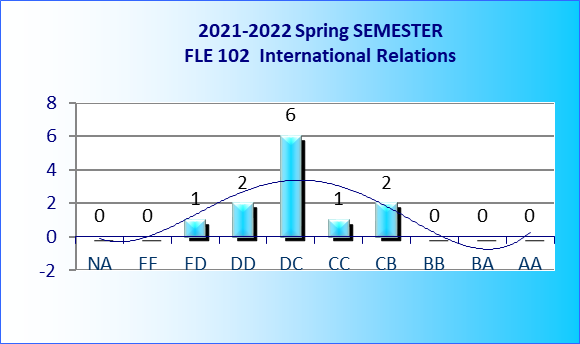 2021-2022 Spring SEMESTER
FLE 102 International Relations
8
6
4
2
0
-2
0 0 1 2 6 1 2 0 0 0
NA FF FD DD DC CC CB BB BA AA